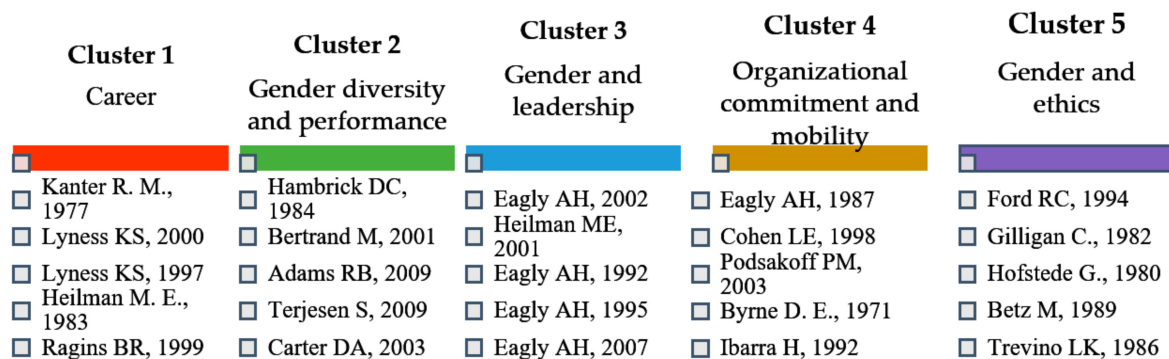 Cluster 1
Career
Kanter R. M.,
1977
Lyness KS, 2000
Lyness KS, 1997
Heilman M. E.,
1983
Ragins BR, 1999
Cluster 2
Gender diversity
and performance
Hambrick DC,
1984
Bertrand M, 2001
Adams RB, 2009
Terjesen S, 2009
Carter DA, 2003
Cluster 3
Gender and
leadership
Eagly AH, 2002
Heilman ME,
2001
Eagly AH, 1992
Eagly AH, 1995
Eagly AH, 2007
Cluster 4
Organizational
commitment and
mobility
Eagly AH, 1987
Cohen LE, 1998
Podsakoff PM,
2003
Byrne D. E., 1971
Ibarra H, 1992
Cluster 5
Gender and
ethics
Ford RC, 1994
Gilligan C., 1982
Hofstede G., 1980
Betz M, 1989
Trevino LK, 1986